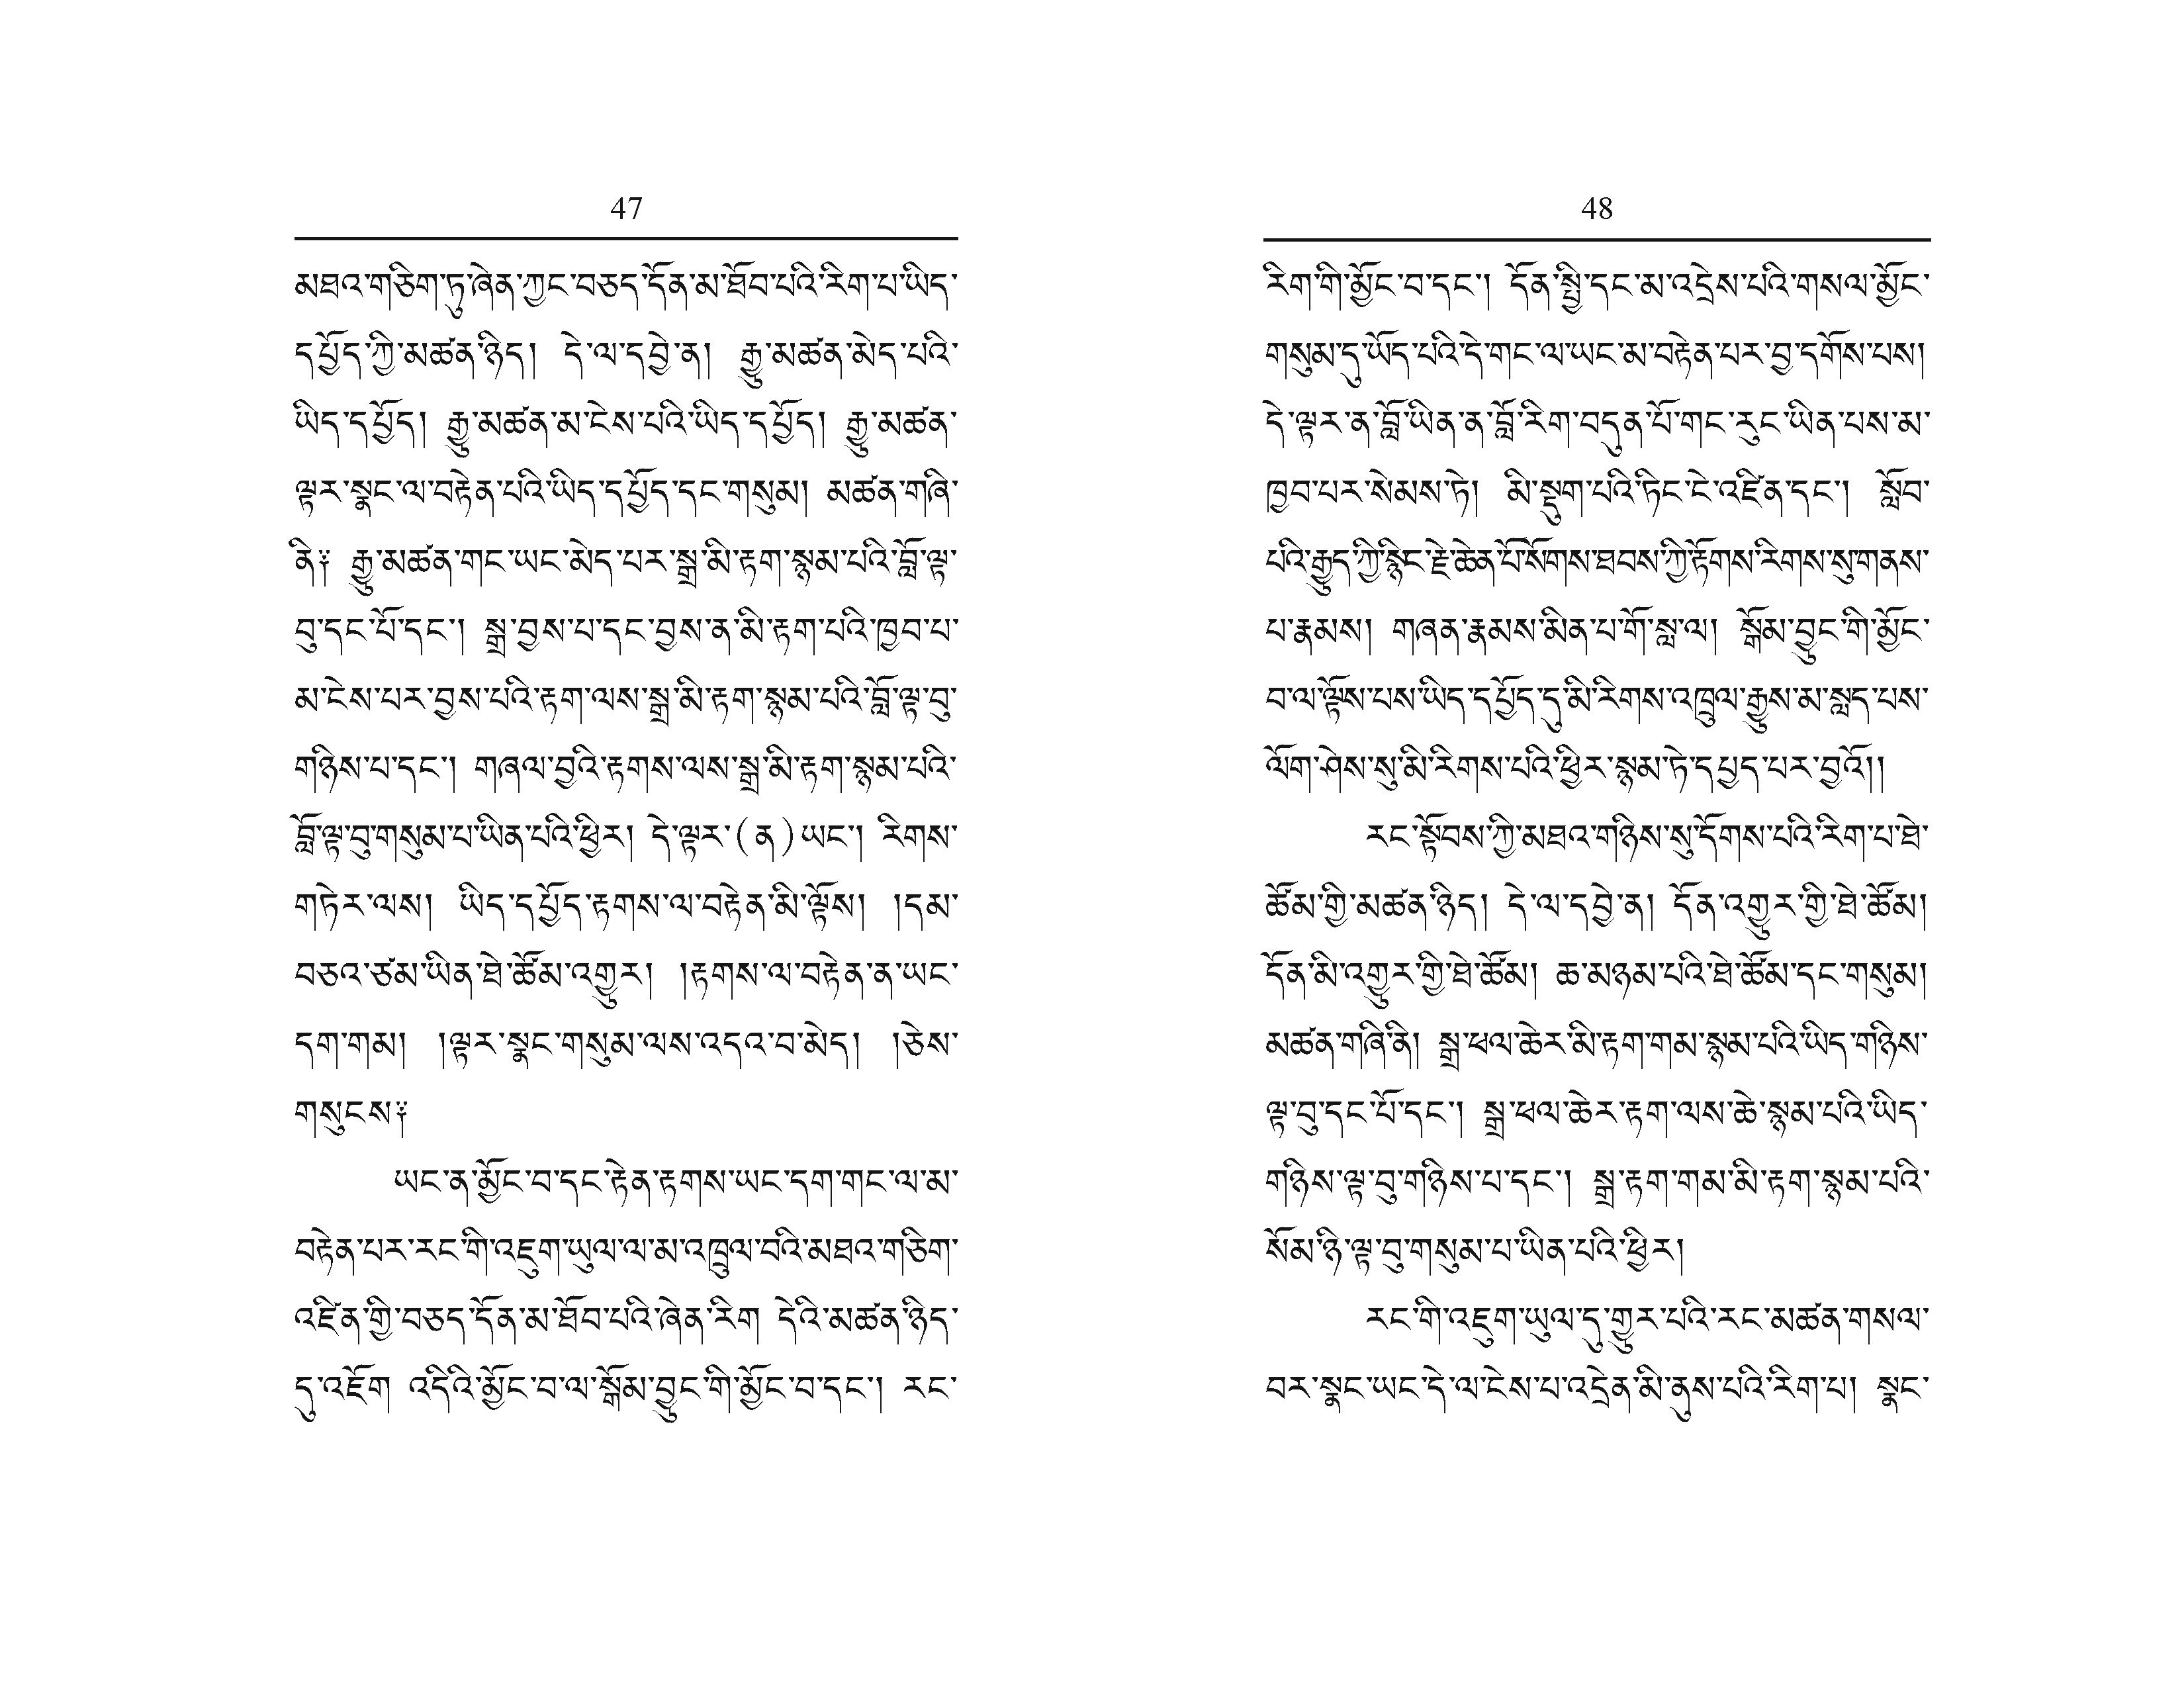 47
མཐའ་གཅིག་ཏུ་ཞེན་ཀྱང་བཅད་དོན་མ་ཐོབ་པའི་རིག་པ་ཡིད་
དཔྱོད་ཀྱི་མཚན་ཉིད། དེ་ལ་དབྱེ་ན། རྒྱུ་མཚན་མེད་པའི་
ཡིད་དཔྱོད། རྒྱུ་མཚན་མ་ངེས་པའི་ཡིད་དཔྱོད། རྒྱུ་མཚན་
ལྟར་སྣང་ལ་བརྟེན་པའི་ཡིད་དཔྱོད་དང་གསུམ། མཚན་གཞི་
ནི༑ རྒྱུ་མཚན་གང་ཡང་མེད་པར་སྒྲ་མི་རྟག་སྙམ་པའི་བློ་ལྟ་
བུ་དང་པོ་དང་། སྒྲ་བྱས་པ་དང་བྱས་ན་མི་རྟག་པའི་ཁྱབ་པ་
མ་ངེས་པར་བྱས་པའི་རྟག་ལས་སྒྲ་མི་རྟག་སྙམ་པའི་བློ་ལྟ་བུ་
གཉིས་པ་དང་། གཞལ་བྱའི་རྟགས་ལས་སྒྲ་མི་རྟག་སྙམ་པའི་
བློ་ལྟ་བུ་གསུམ་པ་ཡིན་པའི་ཕྱིར། དེ་ལྟར་(ན)ཡང་། རིགས་
གཏེར་ལས། ཡིད་དཔྱོད་རྟགས་ལ་བརྟེན་མི་ལྟོས། །དམ་
བཅའ་ཙམ་ཡིན་ཐེ་ཚོམ་འགྱུར། །རྟགས་ལ་བརྟེན་ན་ཡང་
དག་གམ། །ལྟར་སྣང་གསུམ་ལས་འདའ་བ་མེད། །ཅེས་
གསུངས༑
ཡང་ན་མྱོང་བ་དང་རྟེན་རྟགས་ཡང་དག་གང་ལ་མ་
བརྟེན་པར་རང་གི་འཇུག་ཡུལ་ལ་མ་འཁྲུལ་བའི་མཐའ་གཅིག་
འཛིན་གྱི་བཅད་དོན་མ་ཐོབ་པའི་ཞེན་རིག དེའི་མཚན་ཉིད་
དུ་འཇོག འདིའི་མྱོང་བ་ལ་སྒོམ་བྱུང་གི་མྱོང་བ་དང་། རང་
48
རིག་གི་མྱོང་བ་དང་། དོན་སྤྱི་དང་མ་འདྲེས་པའི་གསལ་མྱོང་
གསུམ་དུ་ཡོད་པའི་དེ་གང་ལ་ཡང་མ་བརྟེན་པར་བྱ་དགོས་པས།
དེ་ལྟར་ན་བློ་ཡིན་ན་བློ་རིག་བདུན་པོ་གང་རུང་ཡིན་པས་མ་
ཁྱབ་པར་སེམས་ཏེ། མི་སྡུག་པའི་ཏིང་ངེ་འཛིན་དང་། སློབ་
པའི་རྒྱུད་ཀྱི་སྙིང་རྗེ་ཆེན་པོ་སོགས་ཐབས་ཀྱི་རྟོགས་རིགས་སུ་གནས་
པ་རྣམས། གཞན་རྣམས་མིན་པ་གོ་སླ་ལ། སྒོམ་བྱུང་གི་མྱོང་
བ་ལ་ལྟོས་པས་ཡིད་དཔྱོད་དུ་མི་རིགས་འཁྲུལ་རྒྱུས་མ་སླད་པས་
ལོག་ཤེས་སུ་མི་རིགས་པའི་ཕྱིར་སྙམ་ཏེ་དཔྱད་པར་བྱའོ།།
རང་སྟོབས་ཀྱི་མཐའ་གཉིས་སུ་དོགས་པའི་རིག་པ་ཐེ་
ཚོམ་གྱི་མཚན་ཉིད། དེ་ལ་དབྱེ་ན། དོན་འགྱུར་གྱི་ཐེ་ཚོམ།
དོན་མི་འགྱུར་གྱི་ཐེ་ཚོམ། ཆ་མཉམ་པའི་ཐེ་ཚོམ་དང་གསུམ།
མཚན་གཞི་ནི། སྒྲ་ཕལ་ཆེར་མི་རྟག་གམ་སྙམ་པའི་ཡིད་གཉིས་
ལྟ་བུ་དང་པོ་དང་། སྒྲ་ཕལ་ཆེར་རྟག་ལས་ཆེ་སྙམ་པའི་ཡིད་
གཉིས་ལྟ་བུ་གཉིས་པ་དང་། སྒྲ་རྟག་གམ་མི་རྟག་སྙམ་པའི་
སོམ་ཉི་ལྟ་བུ་གསུམ་པ་ཡིན་པའི་ཕྱིར།
རང་གི་འཇུག་ཡུལ་དུ་གྱུར་པའི་རང་མཚན་གསལ་
བར་སྣང་ཡང་དེ་ལ་ངེས་པ་འདྲེན་མི་ནུས་པའི་རིག་པ། སྣང་